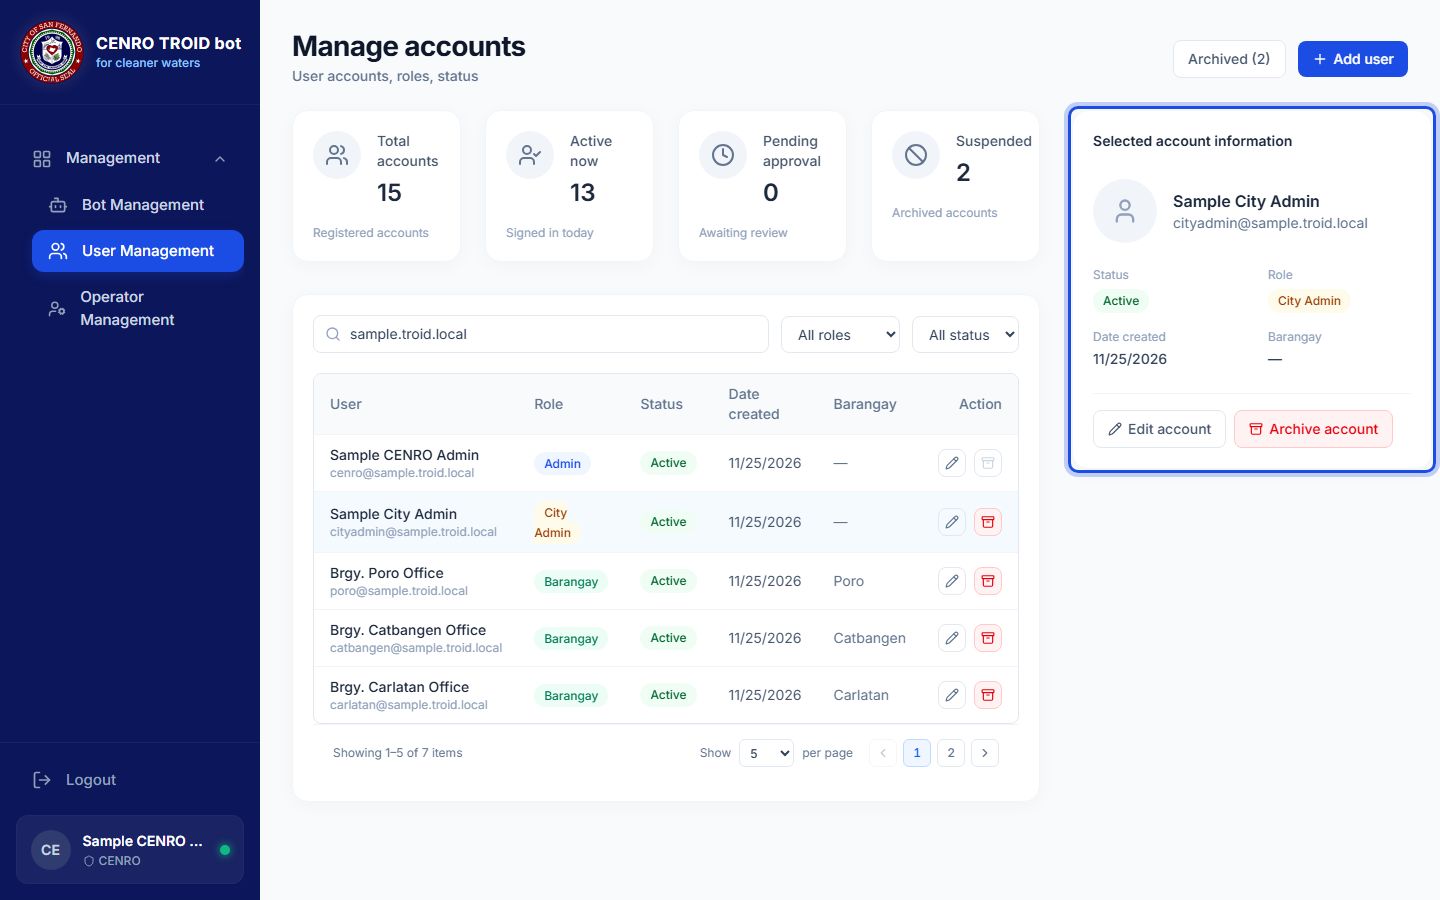 CITY OF SAN FERNANDO
OFFICIAL SEAL
CENRO TROID bot
for cleaner waters
Management
Bot Management
User Management
Operator
Management
Logout
CE
Sample CENRO ...
CENRO
Manage accounts
User accounts, roles, status
Archived (2)
+ Add user
Total
accounts
15
Registered accounts
Active
now
13
Signed in today
Pending
approval
0
Awaiting review
Suspended
2
Archived accounts
sample.troid.local
All roles
All status
User Role Status Date created Barangay Action
Sample CENRO Admin
cenro@sample.troid.local
Admin Active 11/25/2026 —
Sample City Admin
cityadmin@sample.troid.local
City Admin Active 11/25/2026 —
Brgy. Poro Office
poro@sample.troid.local
Barangay Active 11/25/2026 Poro
Brgy. Catbangen Office
catbangen@sample.troid.local
Barangay Active 11/25/2026 Catbangen
Brgy. Carlatan Office
carlatan@sample.troid.local
Barangay Active 11/25/2026 Carlatan
Showing 1–5 of 7 items
Show 5 per page
1 2
Selected account information
Sample City Admin
cityadmin@sample.troid.local
Status Role
Active City Admin
Date created Barangay
11/25/2026 —
Edit account
Archive account